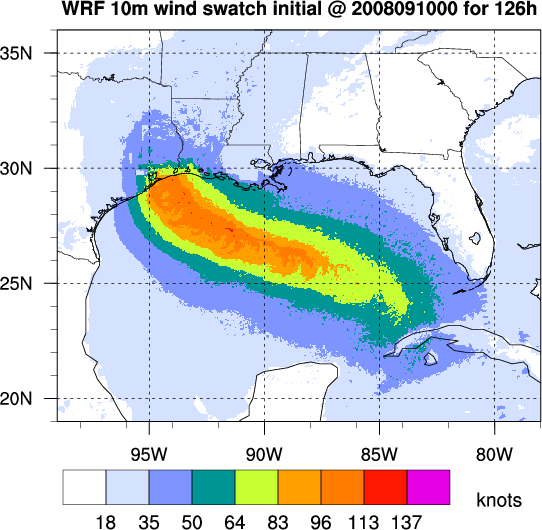 WRF 10m wind swatch initial @ 2008091000 for 126h
35N
30N
25N
20N
95W 90W 85W 80W
18 35 50 64 83 96 113 137 knots